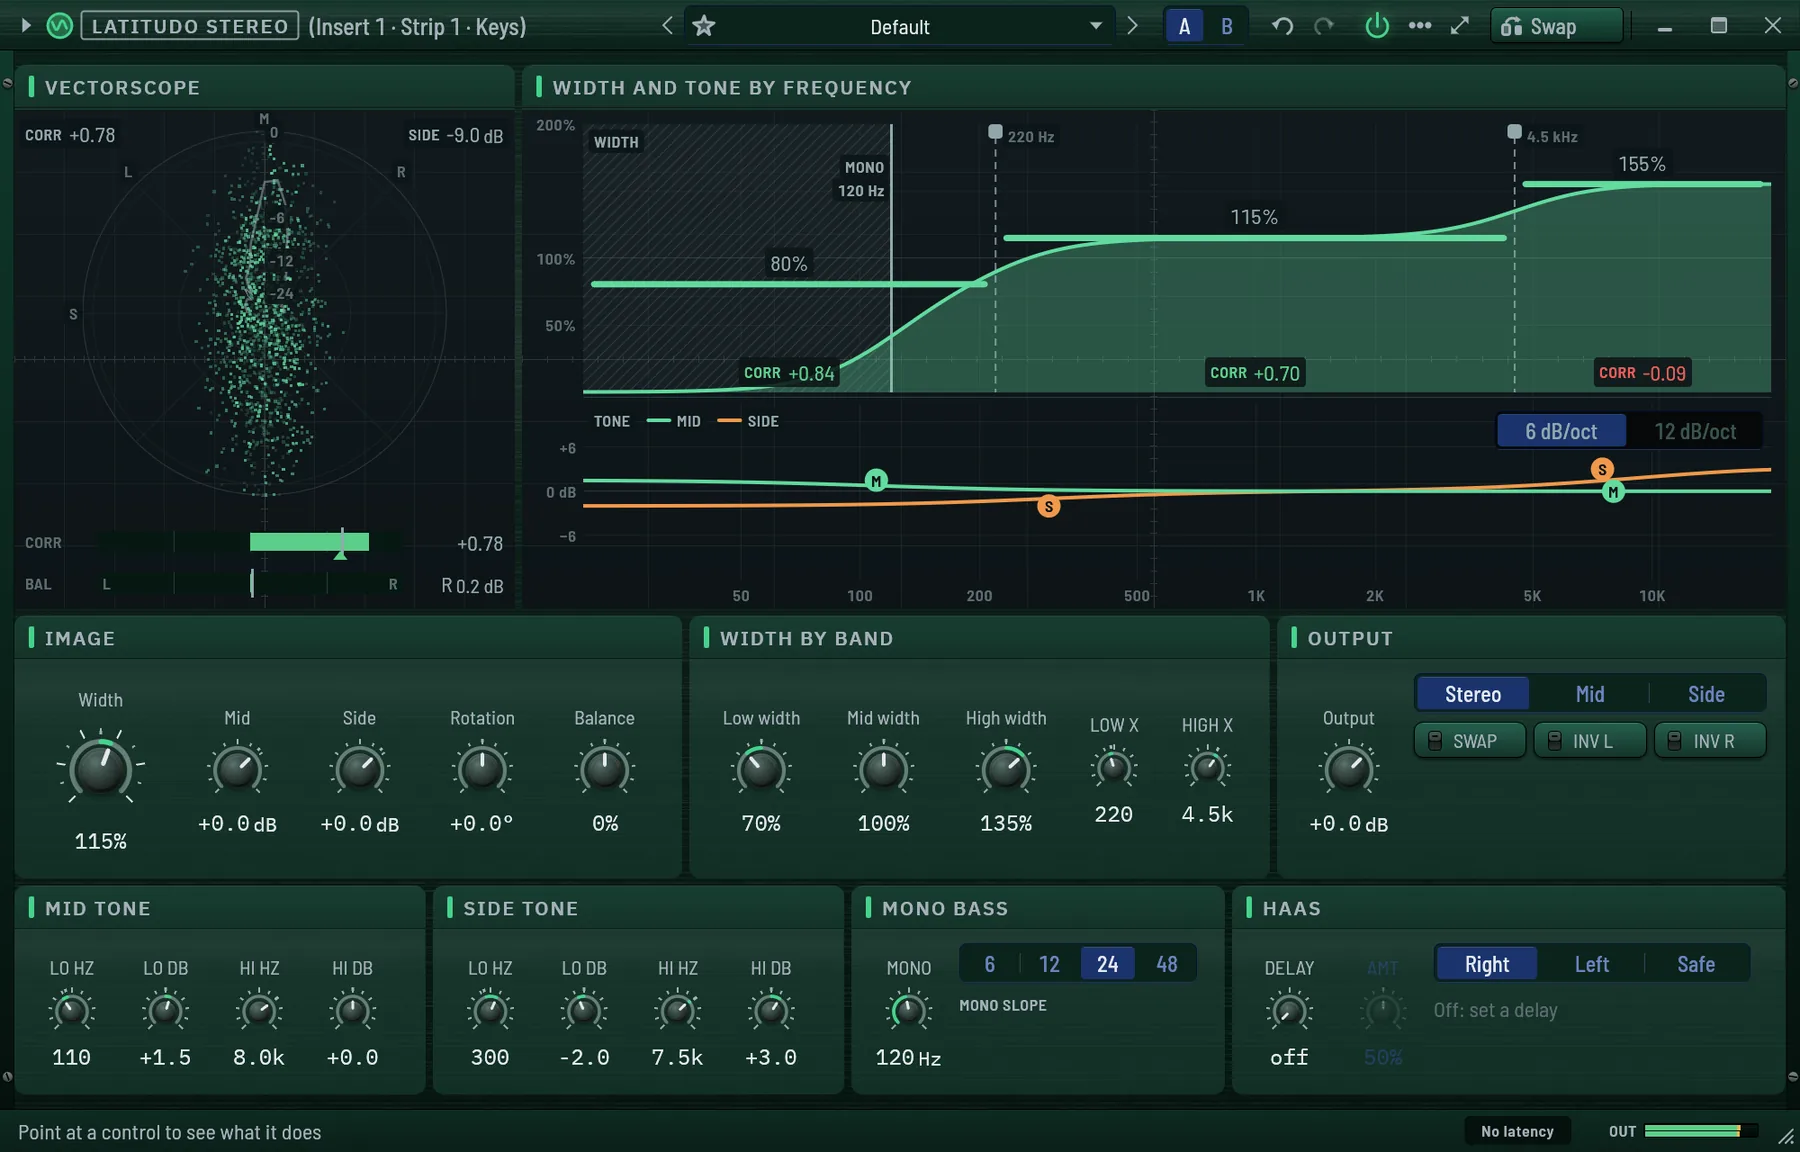 LATITUDO STEREO (Insert 1 · Strip 1 · Keys)
Default
A B
Swap
VECTORSCOPE
CORR +0.78
SIDE -9.0 dB
M
0
L
R
-6
-12
-24
S
CORR +0.78
BAL L R R 0.2 dB
WIDTH AND TONE BY FREQUENCY
200%
WIDTH
220 Hz
4.5 kHz
MONO
120 Hz
155%
115%
100%
80%
50%
CORR +0.84
CORR +0.70
CORR -0.09
TONE MID SIDE
6 dB/oct 12 dB/oct
+6
0 dB
-6
M
S
S
M
50 100 200 500 1K 2K 5K 10K
IMAGE
Width
115%
Mid
+0.0 dB
Side
+0.0 dB
Rotation
+0.0°
Balance
0%
WIDTH BY BAND
Low width
70%
Mid width
100%
High width
135%
LOW X
220
HIGH X
4.5k
OUTPUT
Output
+0.0 dB
Stereo Mid Side
SWAP INV L INV R
MID TONE
LO HZ LO DB HI HZ HI DB
110 +1.5 8.0k +0.0
SIDE TONE
LO HZ LO DB HI HZ HI DB
300 -2.0 7.5k +3.0
MONO BASS
MONO
120 Hz
6 12 24 48
MONO SLOPE
HAAS
DELAY
off
AMT
50%
Right Left Safe
Off: set a delay
Point at a control to see what it does
No latency
OUT